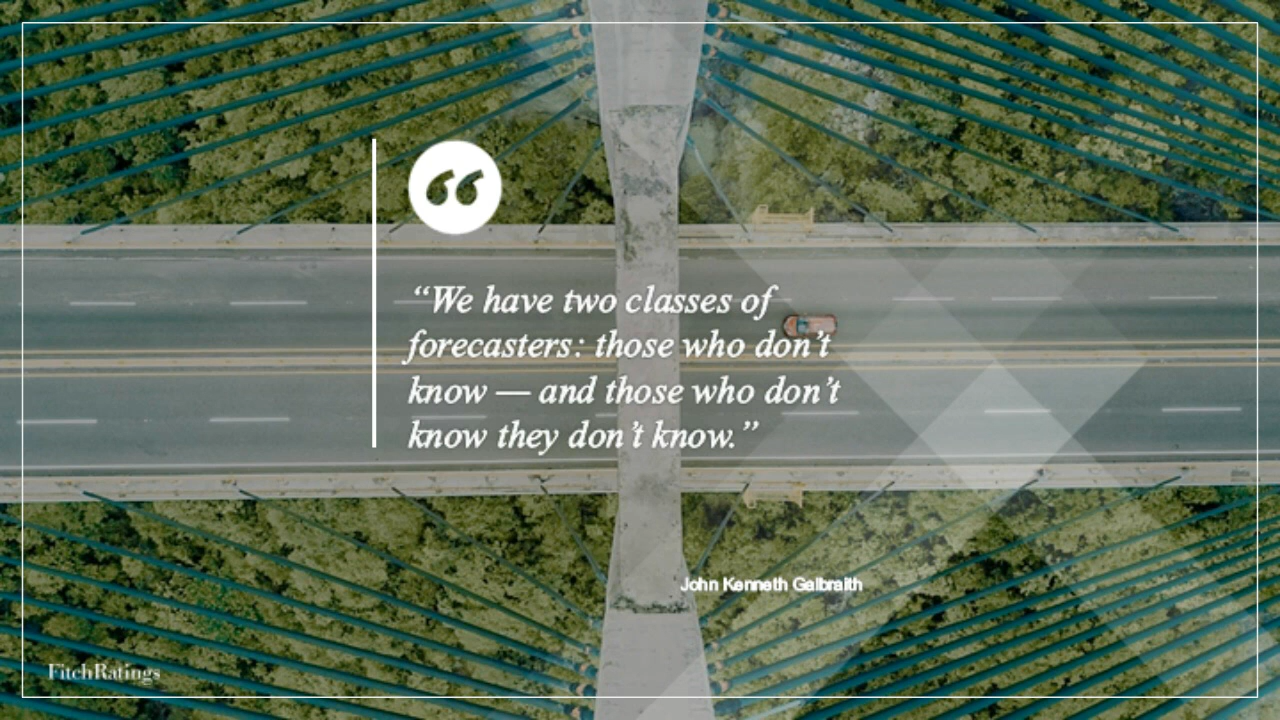 “We have two classes of
forecasters: those who don’t
know — and those who don’t
know they don’t know.”
John Kenneth Galbraith
FitchRatings